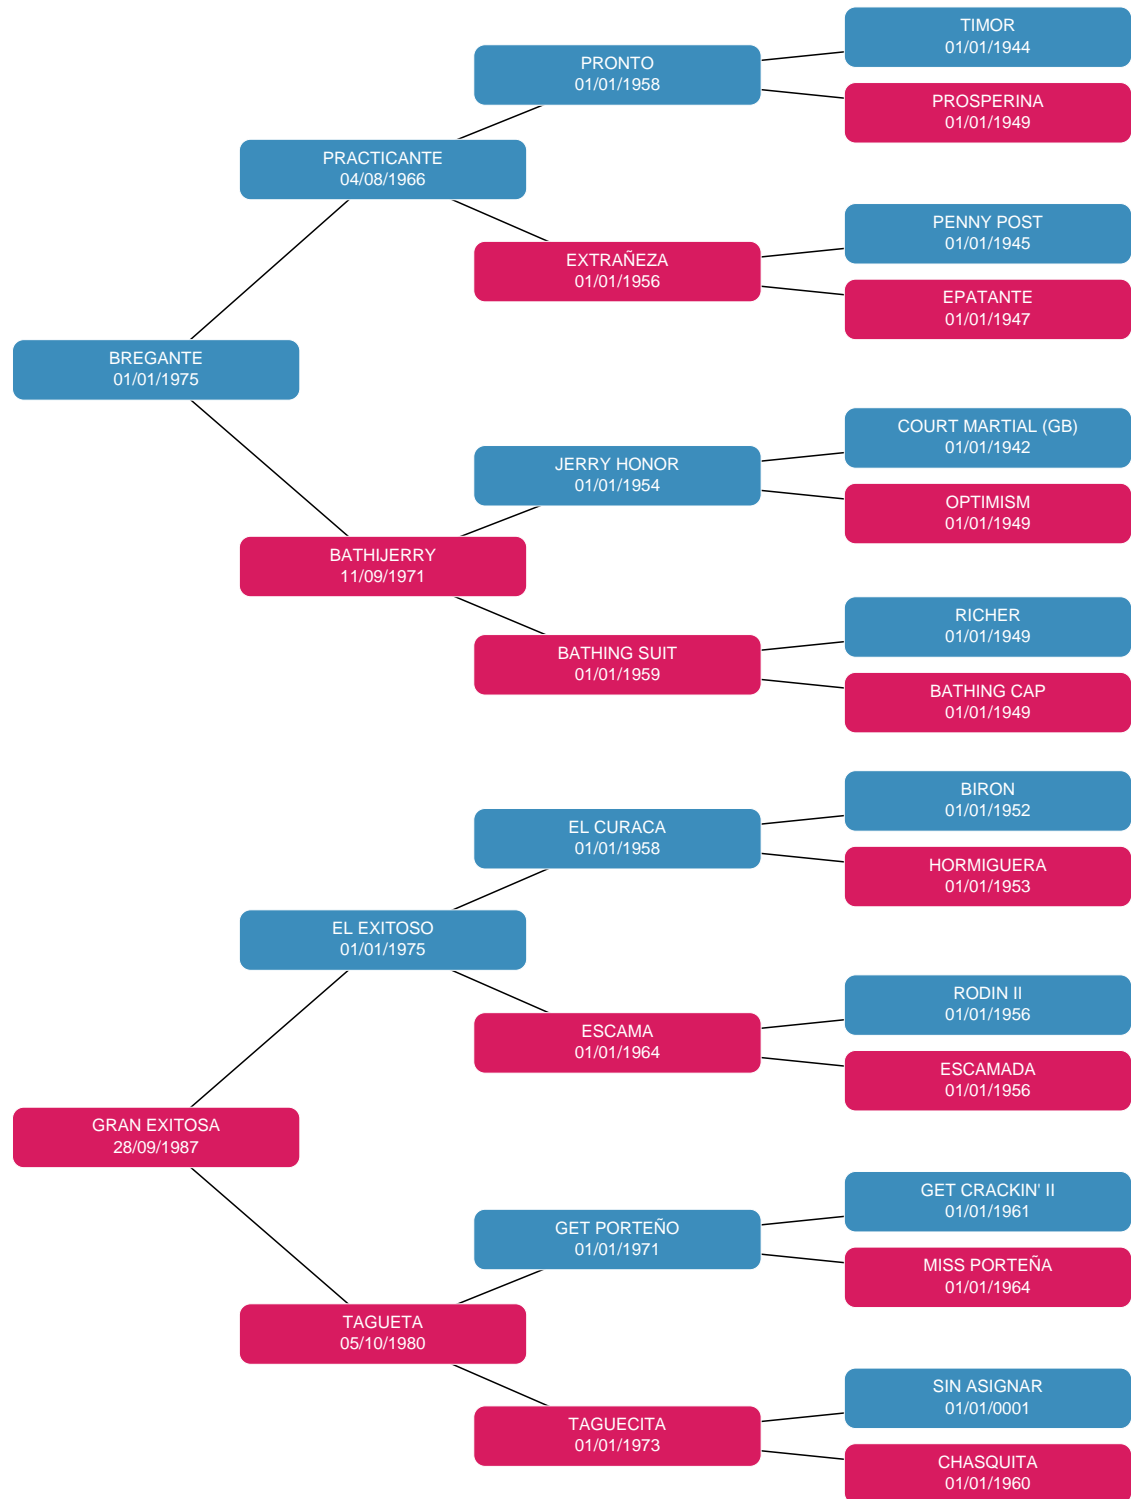 TIMOR
01/01/1944
PRONTO
01/01/1958
PROSPERINA
01/01/1949
PRACTICANTE
04/08/1966
PENNY POST
01/01/1945
EXTRAÑEZA
01/01/1956
EPATANTE
01/01/1947
BREGANTE
01/01/1975
COURT MARTIAL (GB)
01/01/1942
JERRY HONOR
01/01/1954
OPTIMISM
01/01/1949
BATHIJERRY
11/09/1971
RICHER
01/01/1949
BATHING SUIT
01/01/1959
BATHING CAP
01/01/1949
BIRON
01/01/1952
EL CURACA
01/01/1958
HORMIGUERA
01/01/1953
EL EXITOSO
01/01/1975
RODIN II
01/01/1956
ESCAMA
01/01/1964
ESCAMADA
01/01/1956
GRAN EXITOSA
28/09/1987
GET CRACKIN' II
01/01/1961
GET PORTEÑO
01/01/1971
MISS PORTEÑA
01/01/1964
TAGUETA
05/10/1980
SIN ASIGNAR
01/01/0001
TAGUECITA
01/01/1973
CHASQUITA
01/01/1960